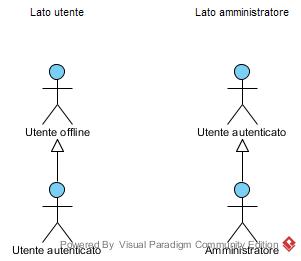 Lato utente
Lato amministratore
Utente offline
Utente autenticato
Utente autenticato
Amministratore
Powered By Visual Paradigm Community Edition